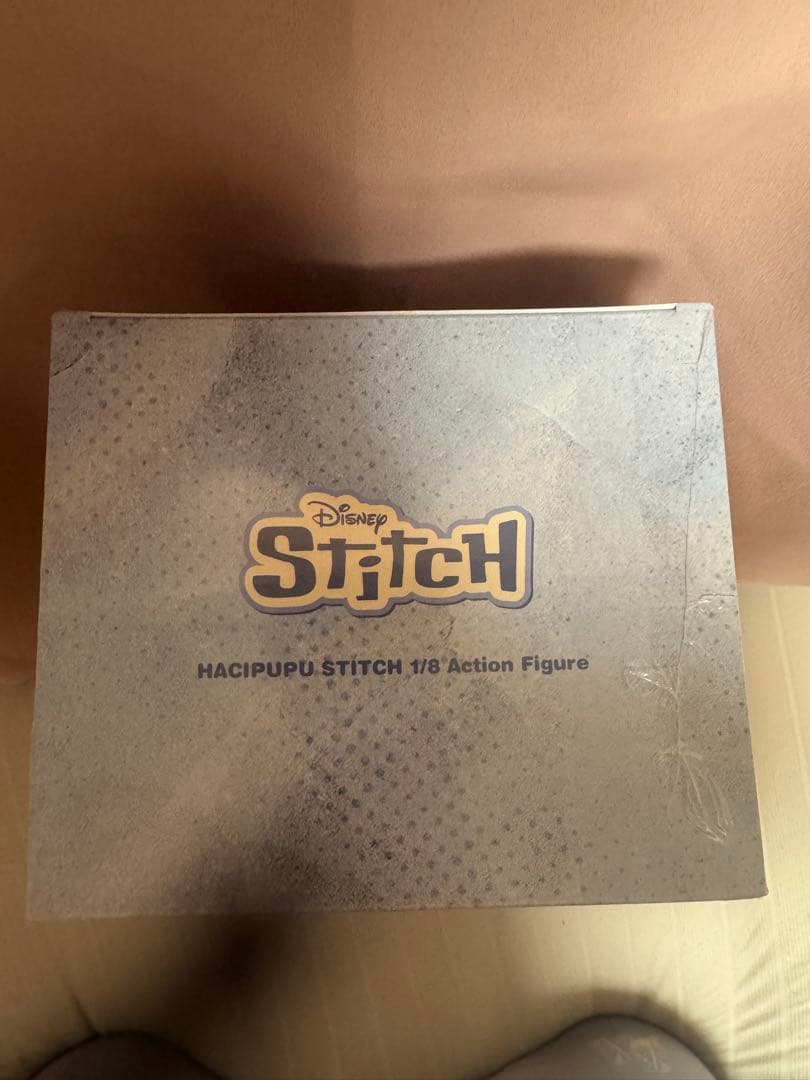 Disney
Stitch
HACIPUPU STITCH 1/8 Action Figure